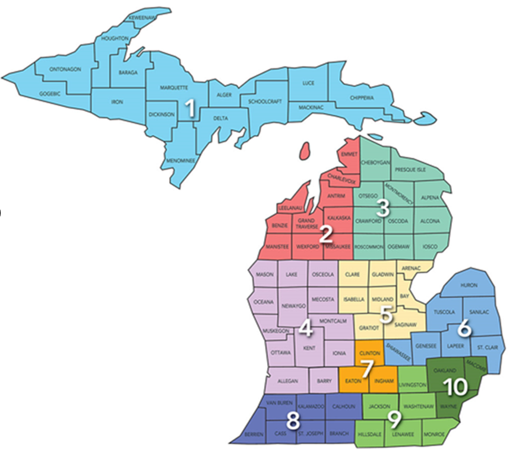 KEWEENAW
HOUGHTON
ONTONAGON
BARAGA
GOGEBIC
IRON
MARQUETTE
1
DICKINSON
MENOMINEE
ALGER
DELTA
SCHOOLCRAFT
LUCE
MACKINAC
CHIPPEWA
EMMET
CHEBOYGAN
PRESQUE ISLE
CHARLEVOIX
ANTRIM
OTSEGO
MONTMORENCY
ALPENA
3
LEELANAU
BENZIE
GRAND
TRAVERSE
KALKASKA
CRAWFORD
OSCODA
ALCONA
2
MANISTEE
WEXFORD
MISSAUKEE
ROSCOMMON
OGEMAW
IOSCO
MASON
LAKE
OSCEOLA
CLARE
GLADWIN
ARENAC
OCEANA
NEWAYGO
MECOSTA
ISABELLA
MIDLAND
BAY
HURON
MUSKEGON
MONTCALM
4
GRATIOT
5
SAGINAW
TUSCOLA
SANILAC
6
OTTAWA
KENT
IONIA
CLINTON
SHIAWASSEE
GENESEE
LAPEER
ST. CLAIR
7
ALLEGAN
BARRY
EATON
INGHAM
LIVINGSTON
OAKLAND
MACOMB
10
VAN BUREN
KALAMAZOO
CALHOUN
JACKSON
WASHTENAW
WAYNE
8
9
BERRIEN
CASS
ST. JOSEPH
BRANCH
HILLSDALE
LENAWEE
MONROE